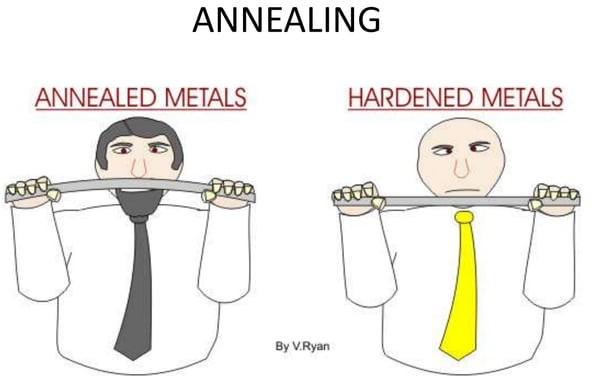 ANNEALING
ANNEALED METALS
HARDENED METALS
By V.Ryan